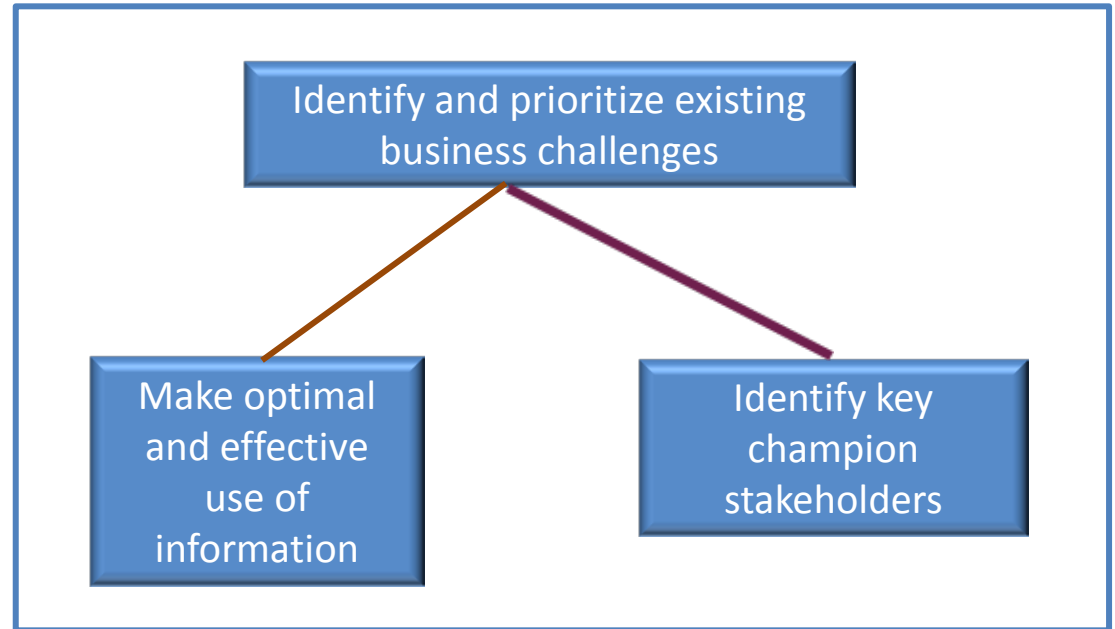 Identify and prioritize existing
business challenges
Make optimal
and effective
use of
information
Identify key
champion
stakeholders